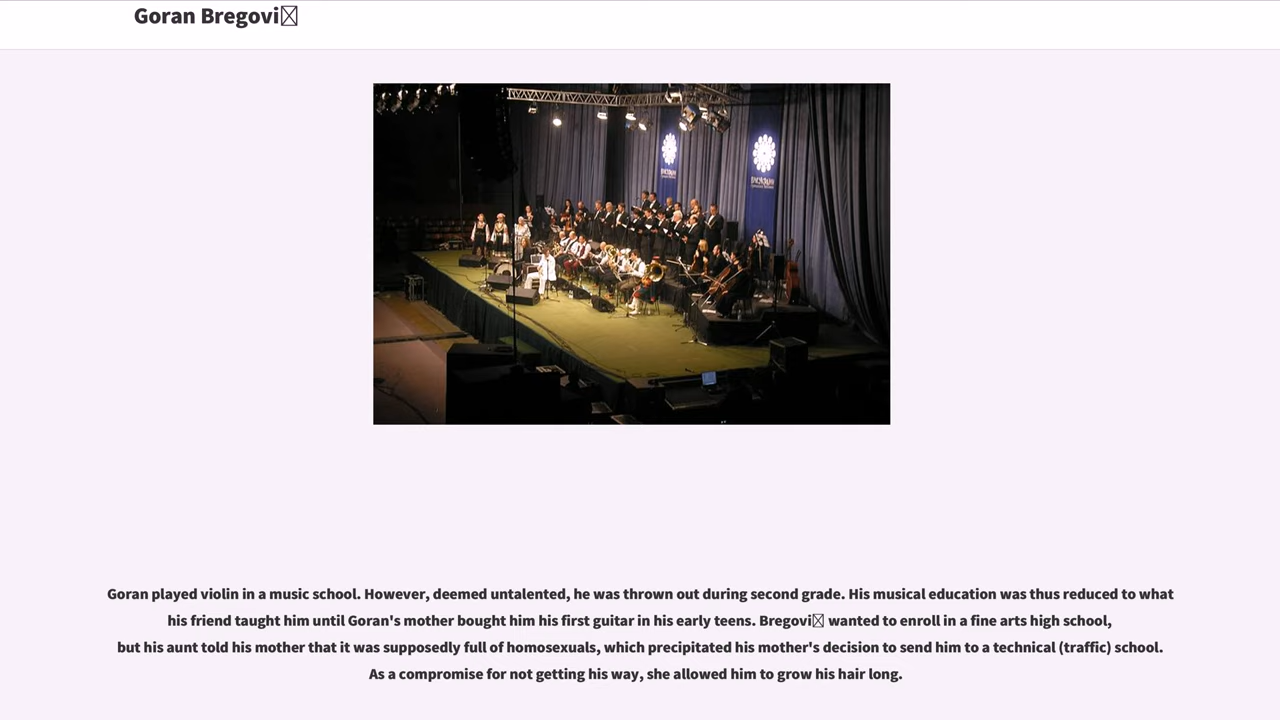 Goran Bregovi
Goran played violin in a music school. However, deemed untalented, he was thrown out during second grade. His musical education was thus reduced to what
his friend taught him until Goran's mother bought him his first guitar in his early teens. Bregovi wanted to enroll in a fine arts high school,
but his aunt told his mother that it was supposedly full of homosexuals, which precipitated his mother's decision to send him to a technical (traffic) school.
As a compromise for not getting his way, she allowed him to grow his hair long.